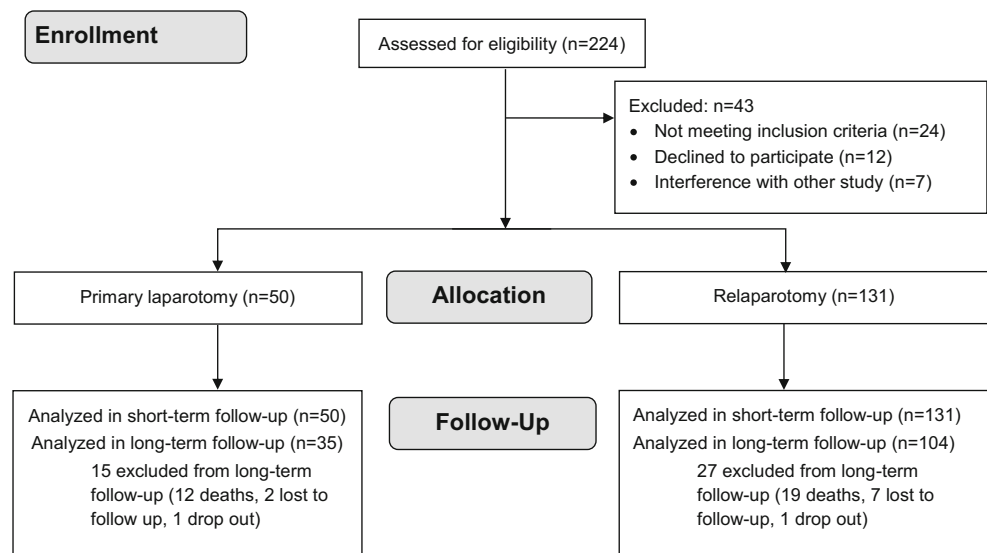 Enrollment
Assessed for eligibility (n=224)
Excluded: n=43
• Not meeting inclusion criteria (n=24)
• Declined to participate (n=12)
• Interference with other study (n=7)
Primary laparotomy (n=50)
Allocation
Relaparotomy (n=131)
Analyzed in short-term follow-up (n=50)
Analyzed in long-term follow-up (n=35)
15 excluded from long-term
follow-up (12 deaths, 2 lost to
follow up, 1 drop out)
Follow-Up
Analyzed in short-term follow-up (n=131)
Analyzed in long-term follow-up (n=104)
27 excluded from long-term
follow-up (19 deaths, 7 lost to
follow-up, 1 drop out)